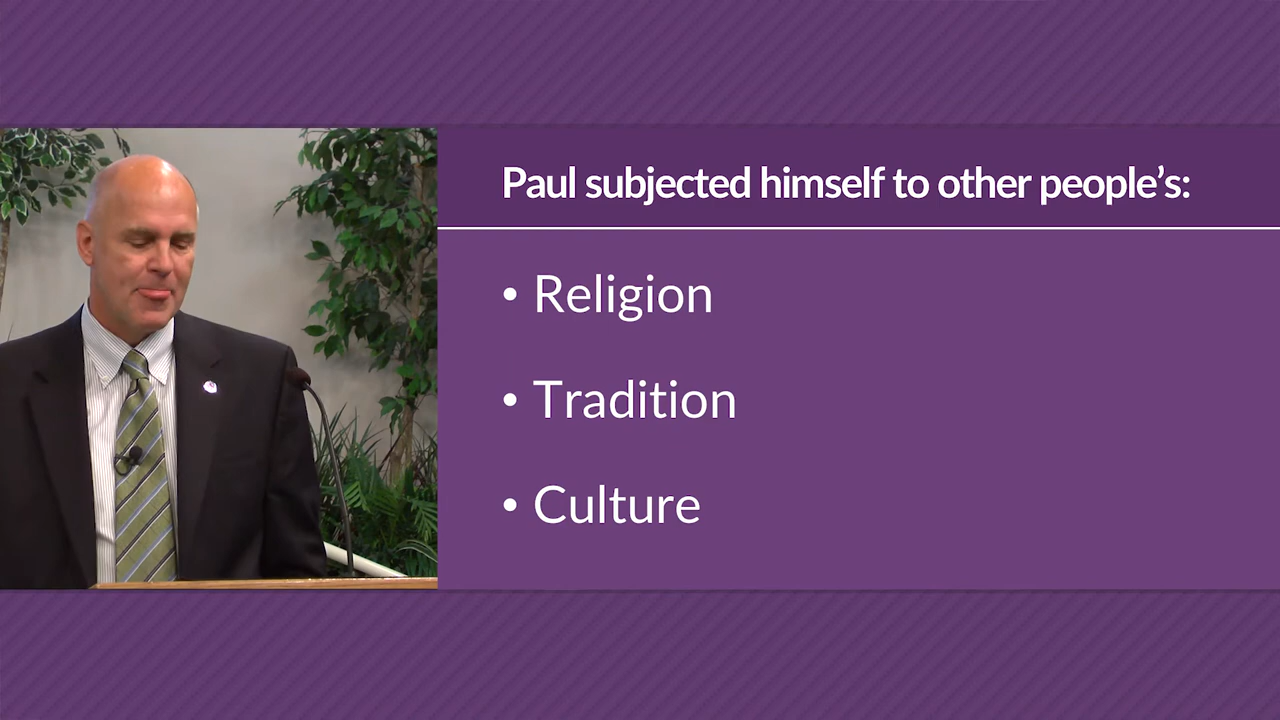 Paul subjected himself to other people’s:
• Religion
• Tradition
• Culture